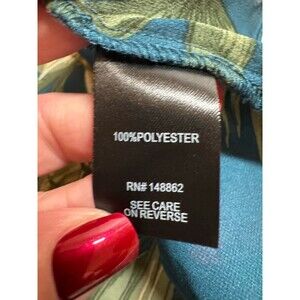 100%POLYESTER
RN# 148862
SEE CARE
ON REVERSE